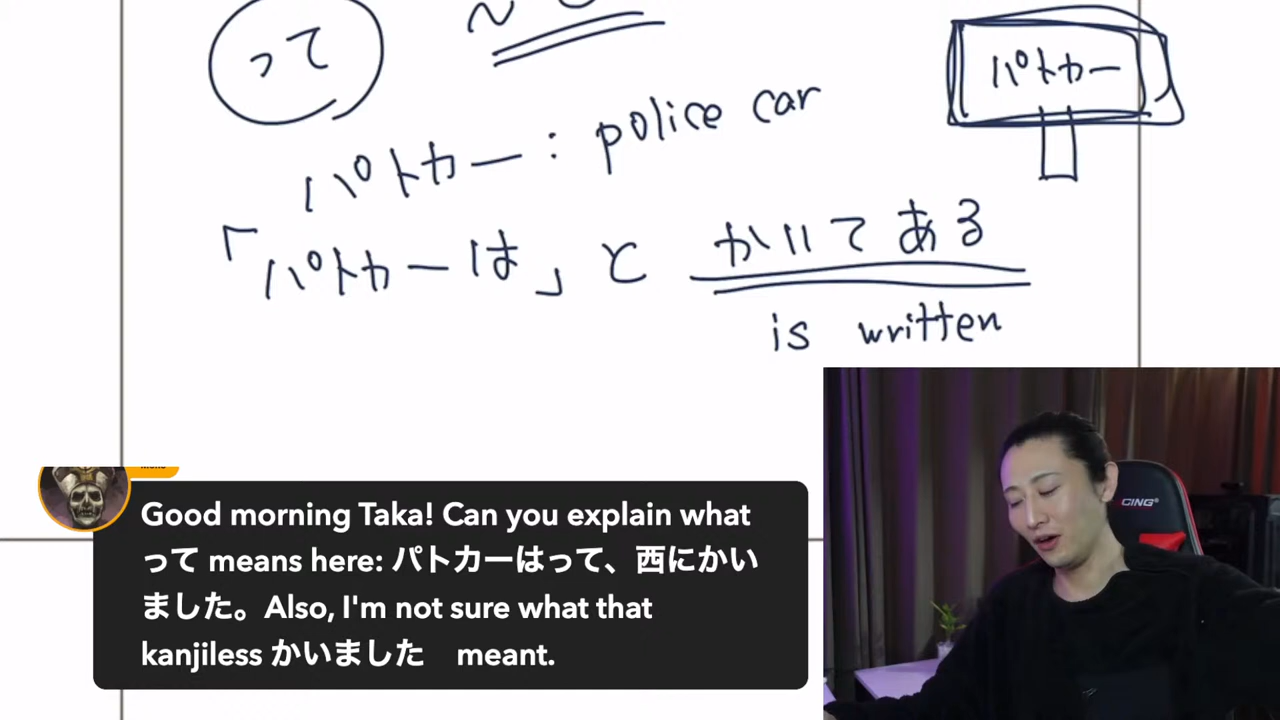 って
パトカー
パトカー : police car
「パトカーは」と かいてある
is written
Good morning Taka! Can you explain what
って means here: パトカーはって、西にかい
ました。Also, I'm not sure what that
kanjiless かいました　meant.
CING